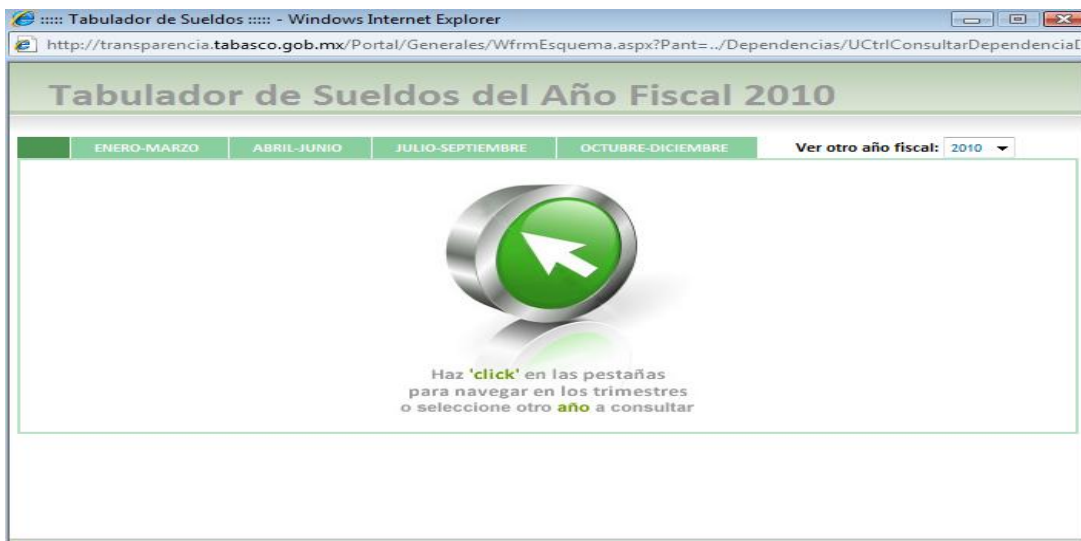 ::::: Tabulador de Sueldos ::::: - Windows Internet Explorer
http://transparencia.tabasco.gob.mx/Portal/Generales/WfrmEsquema.aspx?Pant=../Dependencias/UCtrlConsultarDependenciaD
Tabulador de Sueldos del Año Fiscal 2010
ENERO-MARZO ABRIL-JUNIO JULIO-SEPTIEMBRE OCTUBRE-DICIEMBRE Ver otro año fiscal: 2010
Haz 'click' en las pestañas
para navegar en los trimestres
o seleccione otro año a consultar